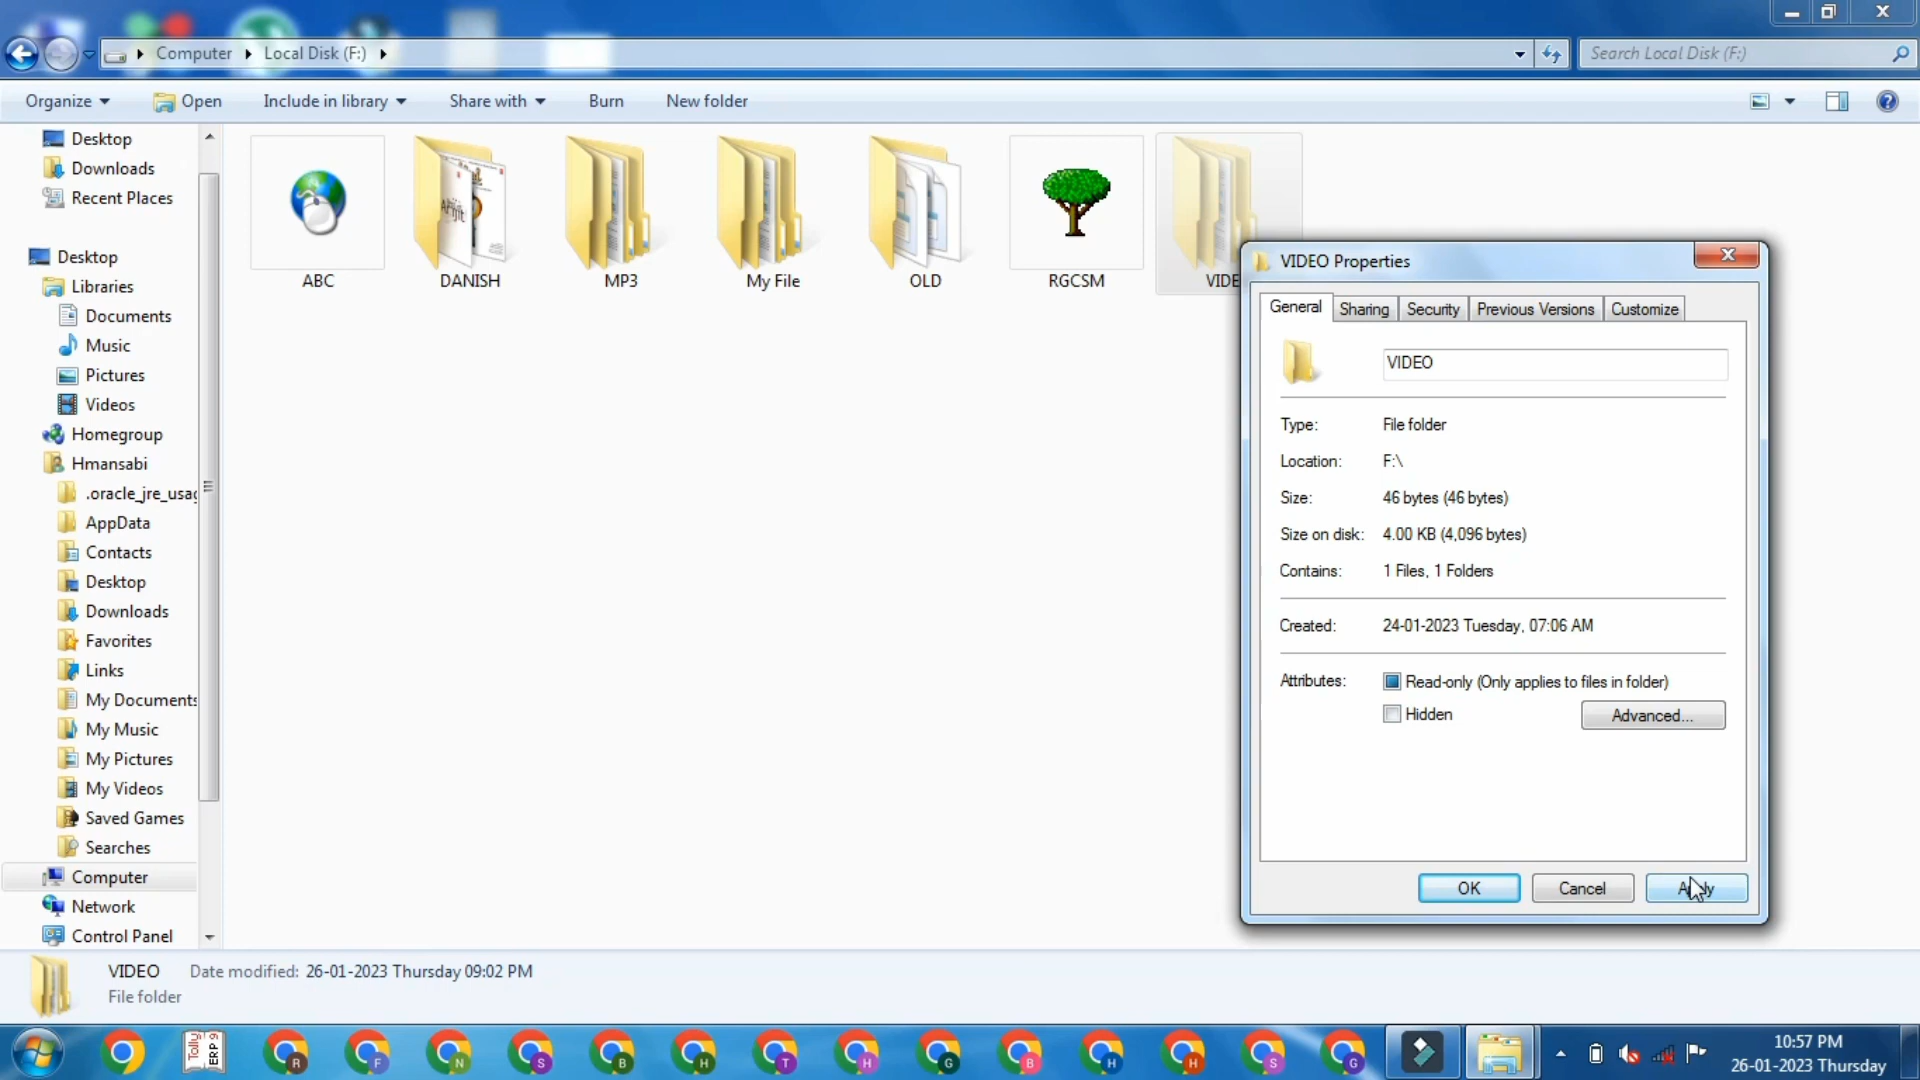 Computer Local Disk (F:)
Search Local Disk (F:)
Organize Open Include in library Share with Burn New folder
Desktop
Downloads
Recent Places
Desktop
Libraries
Documents
Music
Pictures
Videos
Homegroup
Hmansabi
.oracle_jre_usag
AppData
Contacts
Desktop
Downloads
Favorites
Links
My Documents
My Music
My Pictures
My Videos
Saved Games
Searches
Computer
Network
Control Panel
ABC DANISH MP3 My File OLD RGCSM VIDE
VIDEO Properties
General Sharing Security Previous Versions Customize
VIDEO
Type: File folder
Location: F:\
Size: 46 bytes (46 bytes)
Size on disk: 4.00 KB (4,096 bytes)
Contains: 1 Files, 1 Folders
Created: 24-01-2023 Tuesday, 07:06 AM
Attributes: Read-only (Only applies to files in folder)
Hidden Advanced...
OK Cancel Apply
VIDEO Date modified: 26-01-2023 Thursday 09:02 PM
File folder
Tally ERP 9
R F N S B H T H G B H H S G
10:57 PM
26-01-2023 Thursday